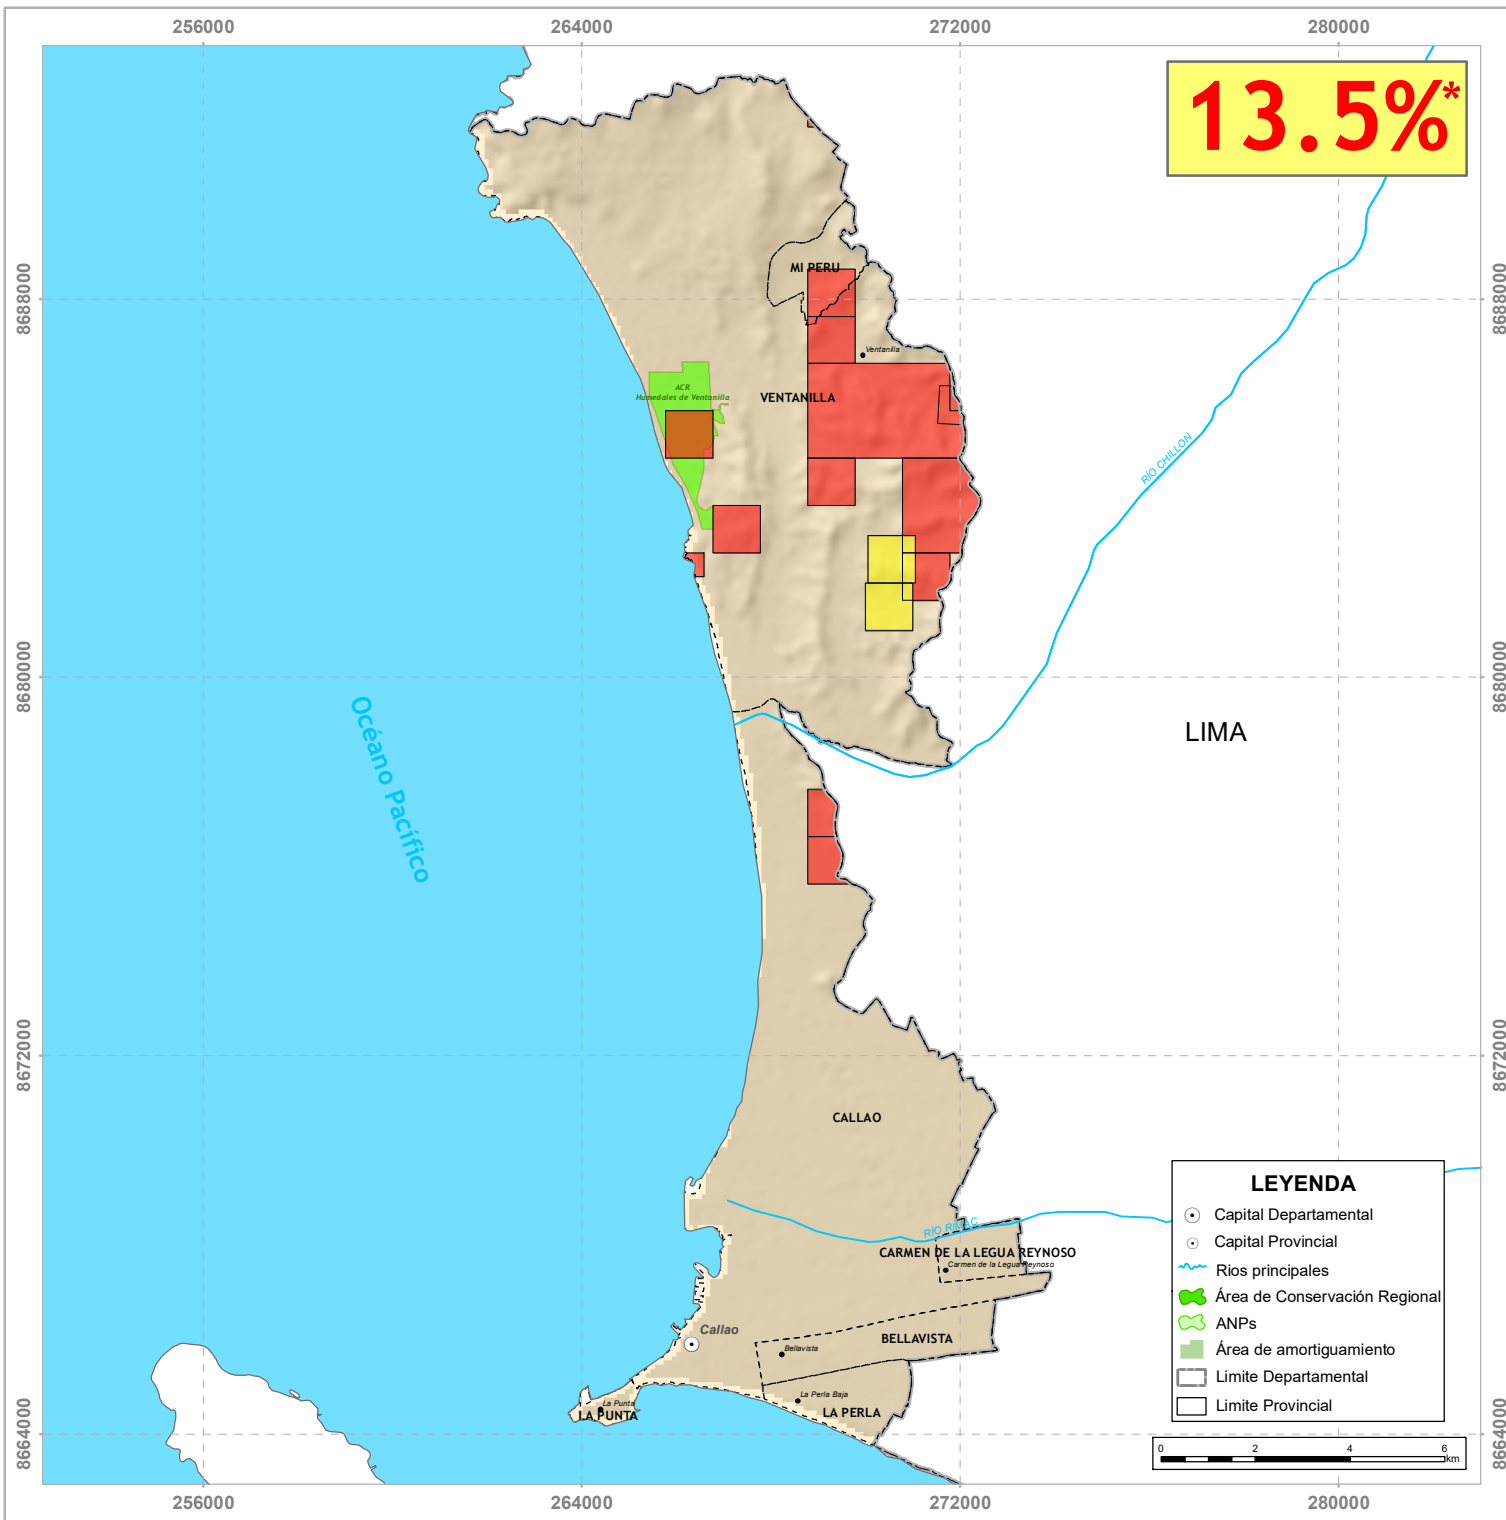 256000
264000
272000
280000
13.5%*
8688000
8688000
MI PERU
Ventanilla
ACR
Humedales de Ventanilla
VENTANILLA
RÍO CHILLON
8680000
8680000
Océano Pacífico
LIMA
8672000
8672000
CALLAO
RÍO RIMAC
CARMEN DE LA LEGUA REYNOSO
Carmen de la Legua Reynoso
Callao
BELLAVISTA
Bellavista
La Perla Baja
LA PERLA
La Punta
LA PUNTA
LEYENDA
Capital Departamental
Capital Provincial
Rios principales
Área de Conservación Regional
ANPs
Área de amortiguamiento
Limite Departamental
Limite Provincial
8664000
8664000
0 2 4 6
km
256000
264000
272000
280000